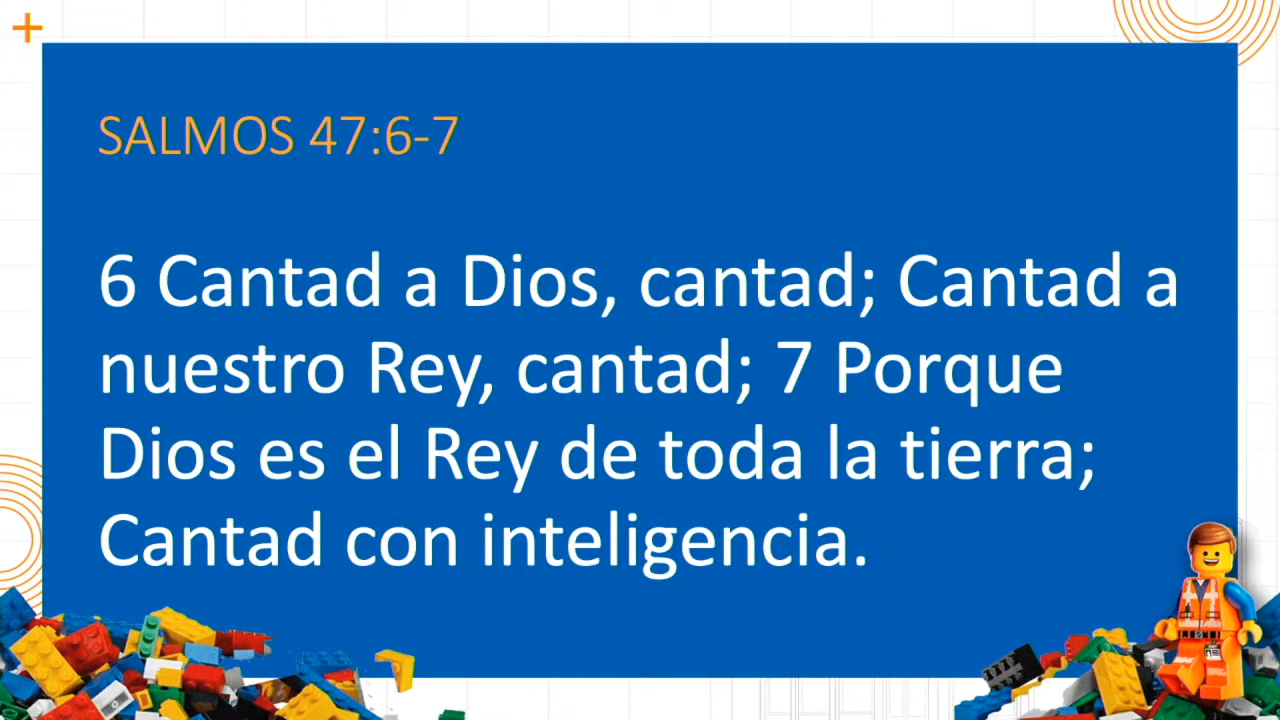 SALMOS 47:6-7
6 Cantad a Dios, cantad; Cantad a
nuestro Rey, cantad; 7 Porque
Dios es el Rey de toda la tierra;
Cantad con inteligencia.